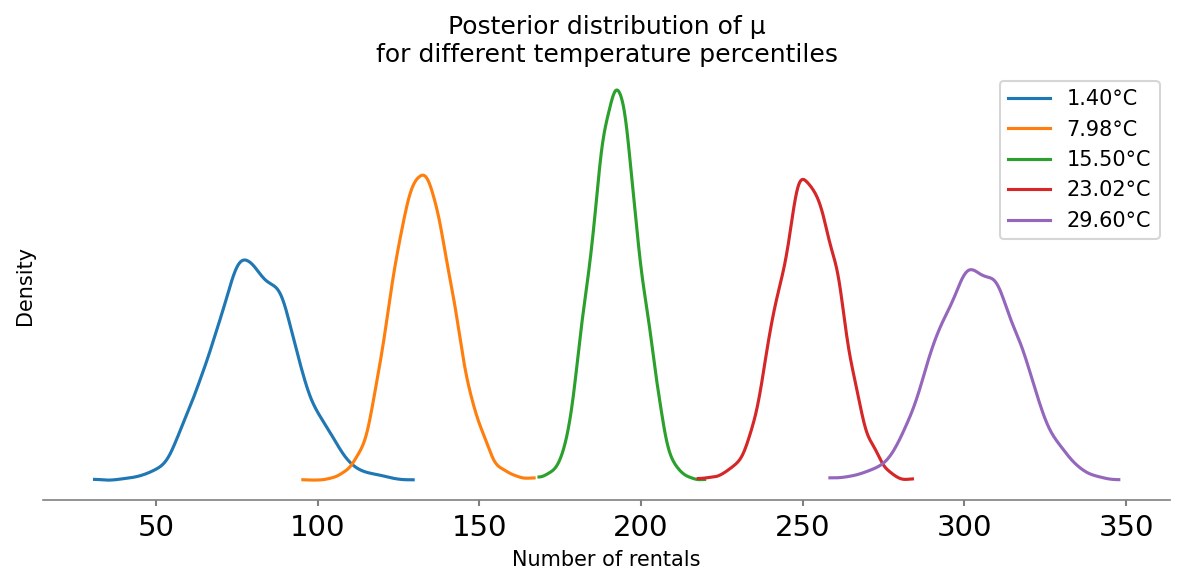 Posterior distribution of μ
for different temperature percentiles
1.40°C
7.98°C
15.50°C
23.02°C
29.60°C
Density
50 100 150 200 250 300 350
Number of rentals